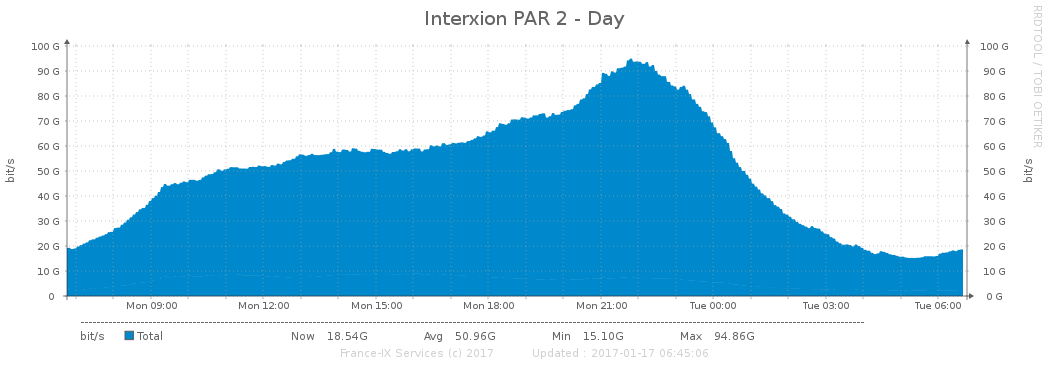 Interxion PAR 2 - Day
RRDTOOL / TOBI OETIKER
bit/s
bit/s
100 G 100 G
90 G 90 G
80 G 80 G
70 G 70 G
60 G 60 G
50 G 50 G
40 G 40 G
30 G 30 G
20 G 20 G
10 G 10 G
0 0 G
Mon 09:00 Mon 12:00 Mon 15:00 Mon 18:00 Mon 21:00 Tue 00:00 Tue 03:00 Tue 06:00
bit/s Total Now 18.54G Avg 50.96G Min 15.10G Max 94.86G
France-IX Services (c) 2017 Updated : 2017-01-17 06:45:06